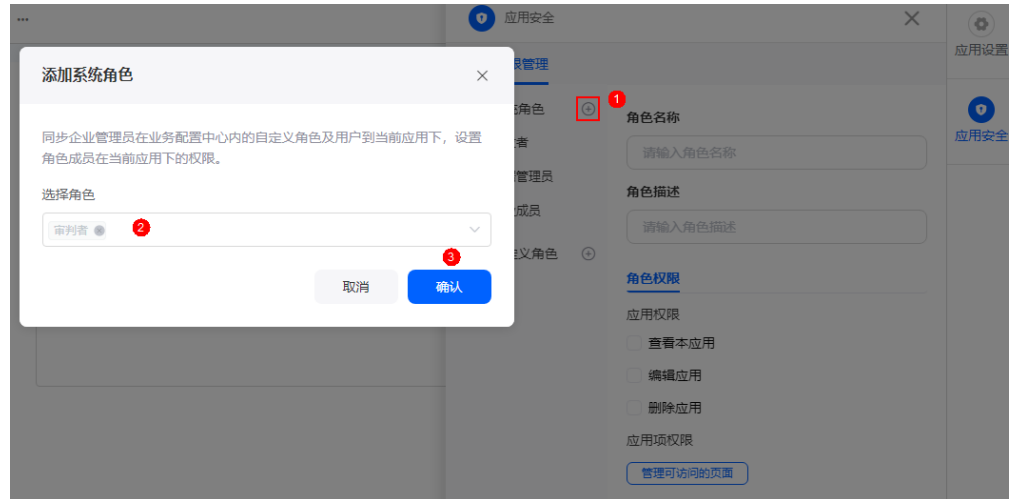 ...
应用安全
应用设置
应用安全
添加系统角色
限管理
角色
1
者
管理员
成员
义角色
同步企业管理员在业务配置中心内的自定义角色及用户到当前应用下，设置
角色成员在当前应用下的权限。
选择角色
审判者
2
3
取消
确认
角色名称
请输入角色名称
角色描述
请输入角色描述
角色权限
应用权限
查看本应用
编辑应用
删除应用
应用项权限
管理可访问的页面